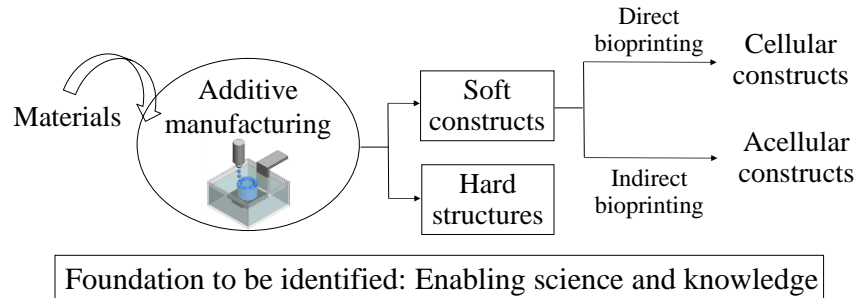 Materials
Additive
manufacturing
Soft
constructs
Hard
structures
Direct
bioprinting
Cellular
constructs
Indirect
bioprinting
Acellular
constructs
Foundation to be identified: Enabling science and knowledge